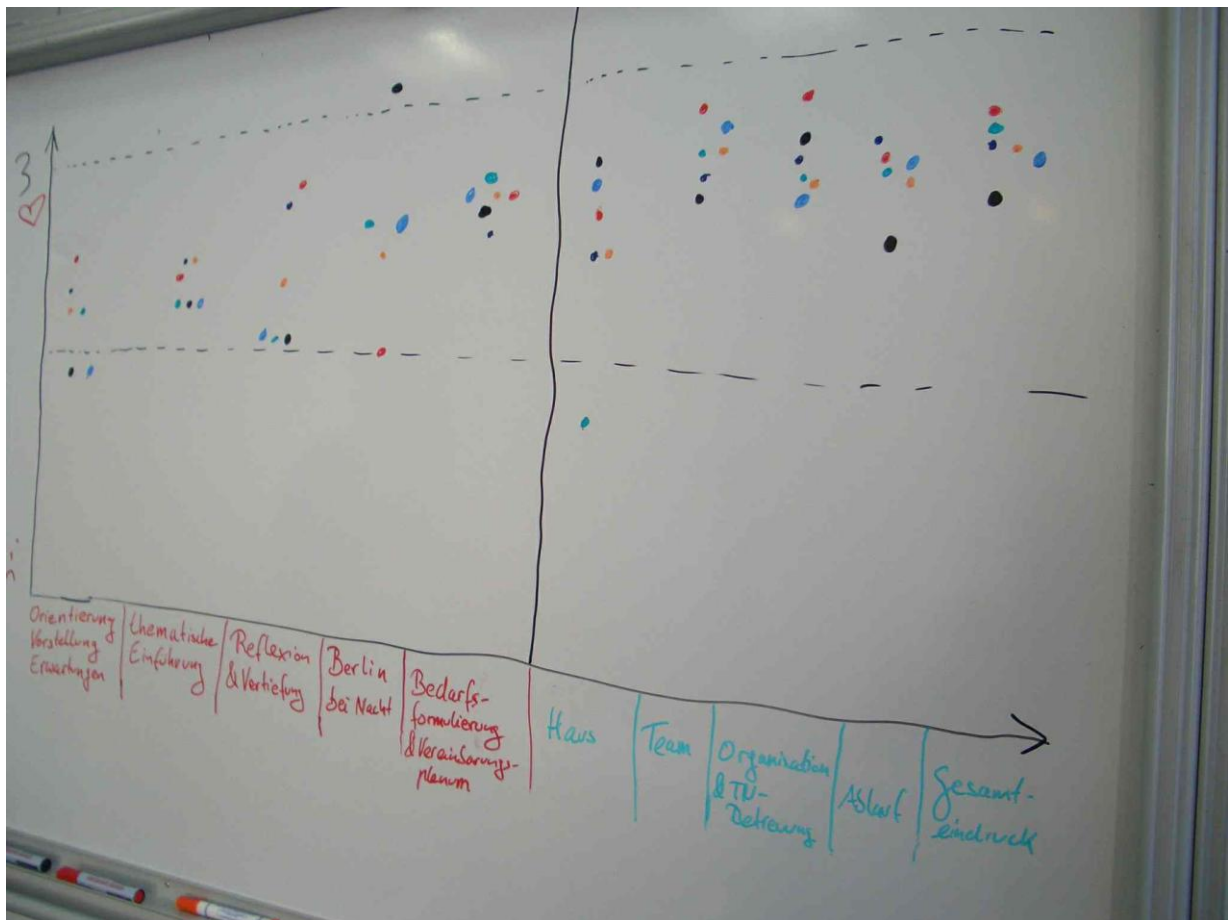 3
Orientierung
Vorstellung
Erwartungen
thematische
Einführung
Reflexion
& Vertiefung
Berlin
bei Nacht
Bedarfs-
formulierung
& Vereinbarungs-
plenum
Haus
Team
Organisation
& TN-
Betreuung
Ablauf
Gesamt-
eindruck